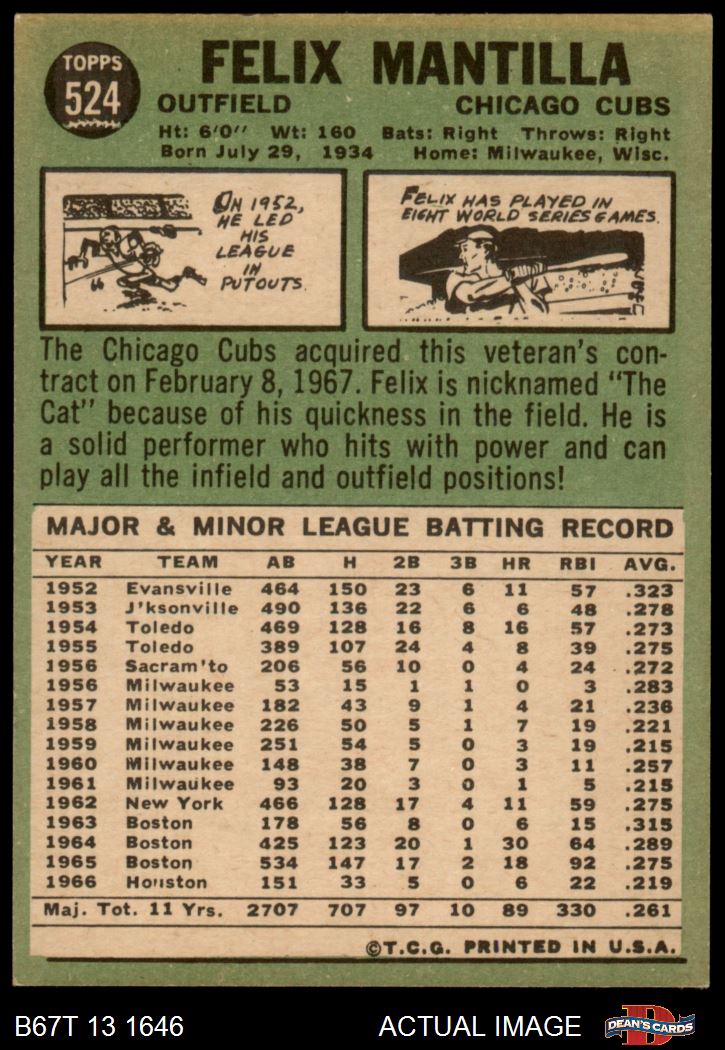 TOPPS
524
FELIX MANTILLA
OUTFIELD CHICAGO CUBS
Ht: 6'0" Wt: 160 Bats: Right Throws: Right
Born July 29, 1934 Home: Milwaukee, Wisc.
IN 1952,
HE LED
HIS
LEAGUE
IN
PUTOUTS.
FELIX HAS PLAYED IN
EIGHT WORLD SERIES GAMES.
The Chicago Cubs acquired this veteran's con-
tract on February 8, 1967. Felix is nicknamed "The
Cat" because of his quickness in the field. He is
a solid performer who hits with power and can
play all the infield and outfield positions!
MAJOR & MINOR LEAGUE BATTING RECORD
YEAR TEAM AB H 2B 3B HR RBI AVG.
1952 Evansville 464 150 23 6 11 57 .323
1953 J'ksonville 490 136 22 6 6 48 .278
1954 Toledo 469 128 16 8 16 57 .273
1955 Toledo 389 107 24 4 8 39 .275
1956 Sacram'to 206 56 10 0 4 24 .272
1956 Milwaukee 53 15 1 1 0 3 .283
1957 Milwaukee 182 43 9 1 4 21 .236
1958 Milwaukee 226 50 5 1 7 19 .221
1959 Milwaukee 251 54 5 0 3 19 .215
1960 Milwaukee 148 38 7 0 3 11 .257
1961 Milwaukee 93 20 3 0 1 5 .215
1962 New York 466 128 17 4 11 59 .275
1963 Boston 178 56 8 0 6 15 .315
1964 Boston 425 123 20 1 30 64 .289
1965 Boston 534 147 17 2 18 92 .275
1966 Houston 151 33 5 0 6 22 .219
Maj. Tot. 11 Yrs. 2707 707 97 10 89 330 .261
©T.C.G. PRINTED IN U.S.A.
B67T 13 1646 ACTUAL IMAGE
D
DEAN'S CARDS